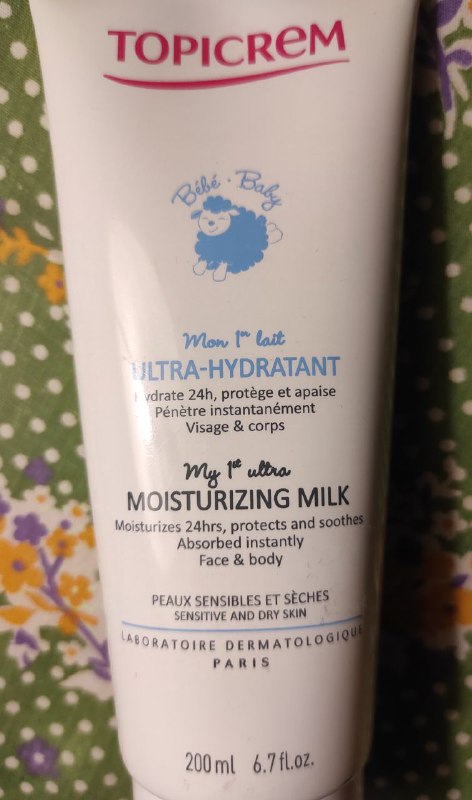 TOPICREM
Bébé • Baby
Mon 1er lait
ULTRA-HYDRATANT
Hydrate 24h, protège et apaise
Pénètre instantanément
Visage & corps
My 1st ultra
MOISTURIZING MILK
Moisturizes 24hrs, protects and soothes
Absorbed instantly
Face & body
PEAUX SENSIBLES ET SÈCHES
SENSITIVE AND DRY SKIN
LABORATOIRE DERMATOLOGIQUE
PARIS
200 ml 6.7 fl.oz.